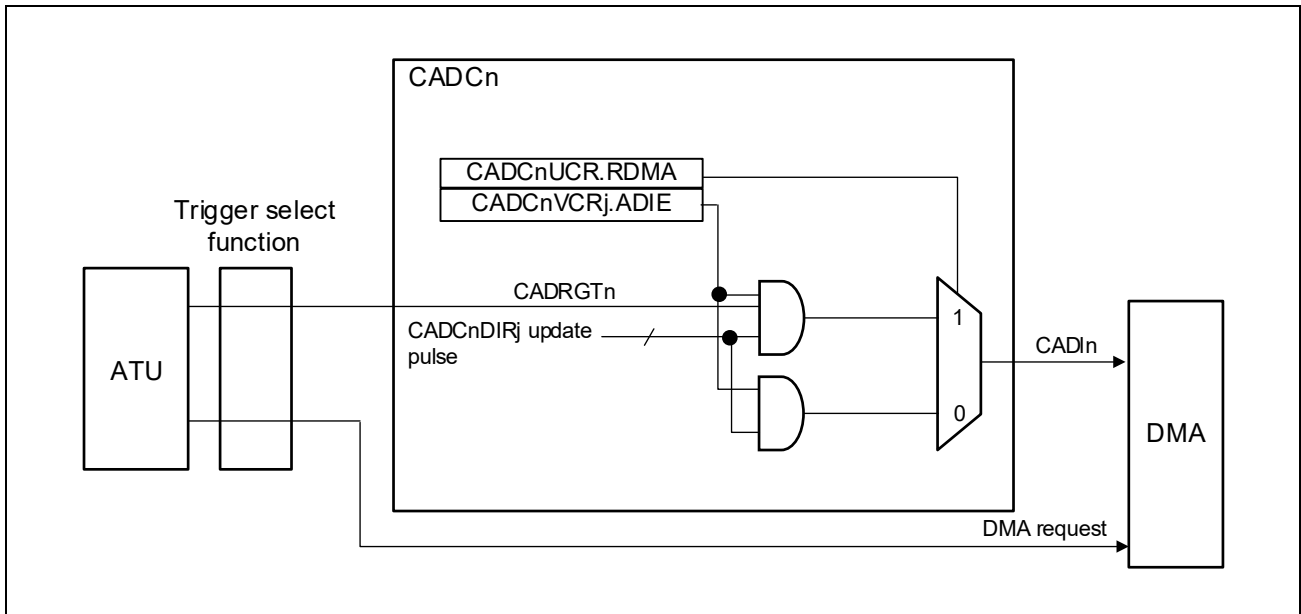 CADCn
CADCnUCR.RDMA
CADCnVCRj.ADIE
Trigger select
function
CADRGTn
CADCnDIRj update
pulse
1
CADIn
ATU
0
DMA
DMA request